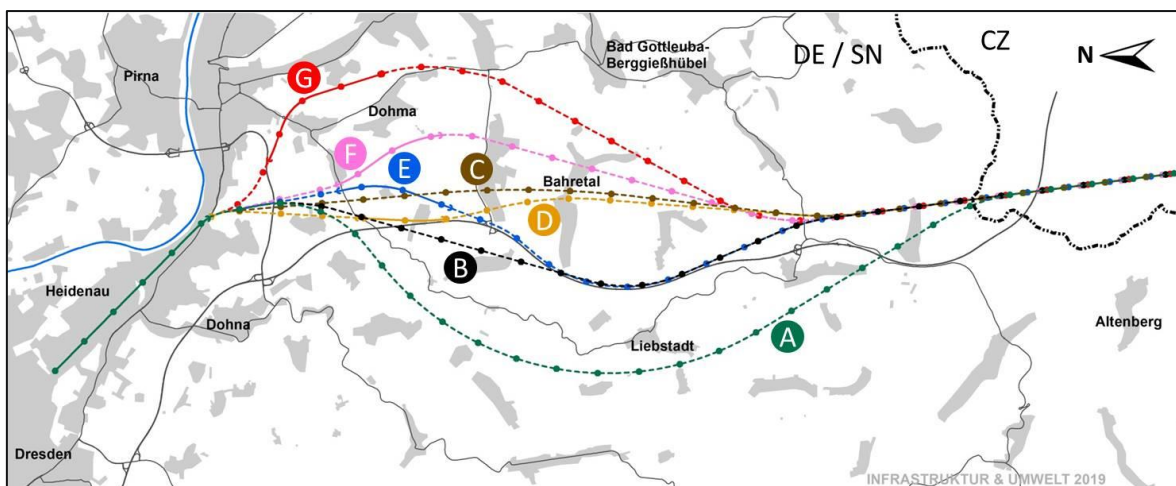 DE / SN
CZ
N
Bad Gottleuba-
Berggießhübel
Pirna
G
Dohma
F
E
C
Bahretal
D
B
Heidenau
Dohna
A
Liebstadt
Altenberg
Dresden
INFRASTRUKTUR & UMWELT 2019